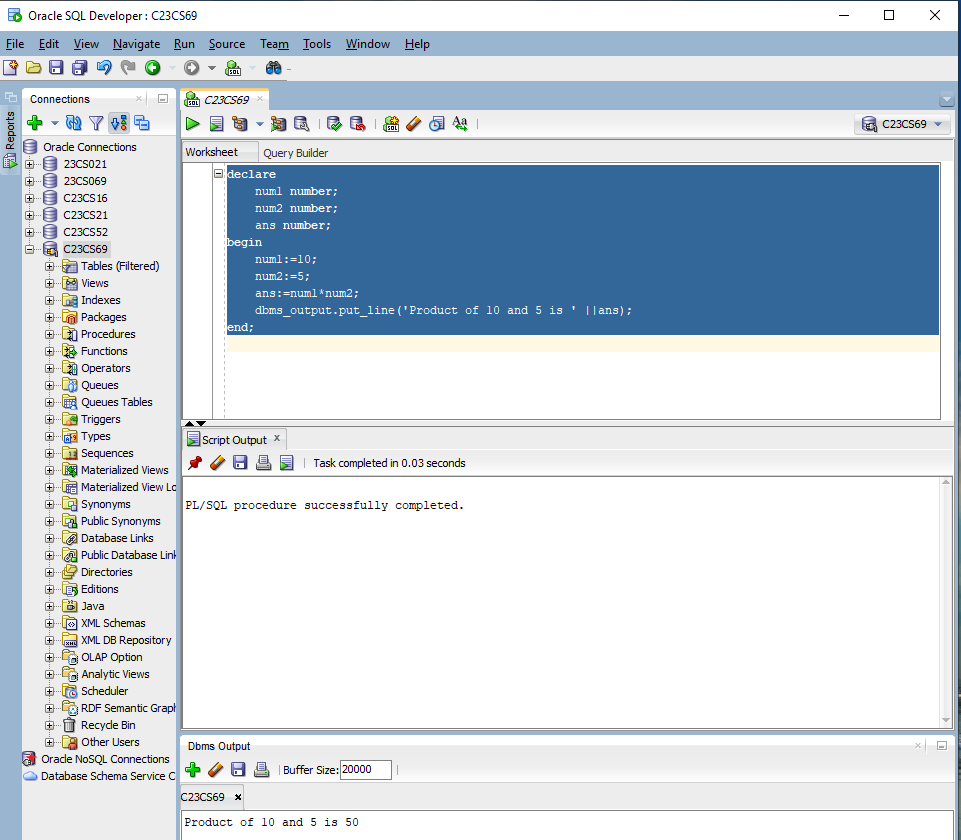 Oracle SQL Developer : C23CS69
File Edit View Navigate Run Source Team Tools Window Help
Reports
Connections
Oracle Connections
23CS021
23CS069
C23CS16
C23CS21
C23CS52
C23CS69
Tables (Filtered)
Views
Indexes
Packages
Procedures
Functions
Operators
Queues
Queues Tables
Triggers
Types
Sequences
Materialized Views
Materialized View Lo
Synonyms
Public Synonyms
Database Links
Public Database Link
Directories
Editions
Java
XML Schemas
XML DB Repository
OLAP Option
Analytic Views
Scheduler
RDF Semantic Graph
Recycle Bin
Other Users
Oracle NoSQL Connections
Database Schema Service C
C23CS69
C23CS69
Worksheet Query Builder
declare
num1 number;
num2 number;
ans number;
begin
num1:=10;
num2:=5;
ans:=num1*num2;
dbms_output.put_line('Product of 10 and 5 is ' ||ans);
end;
Script Output
Task completed in 0.03 seconds
PL/SQL procedure successfully completed.
Dbms Output
Buffer Size: 20000
C23CS69
Product of 10 and 5 is 50